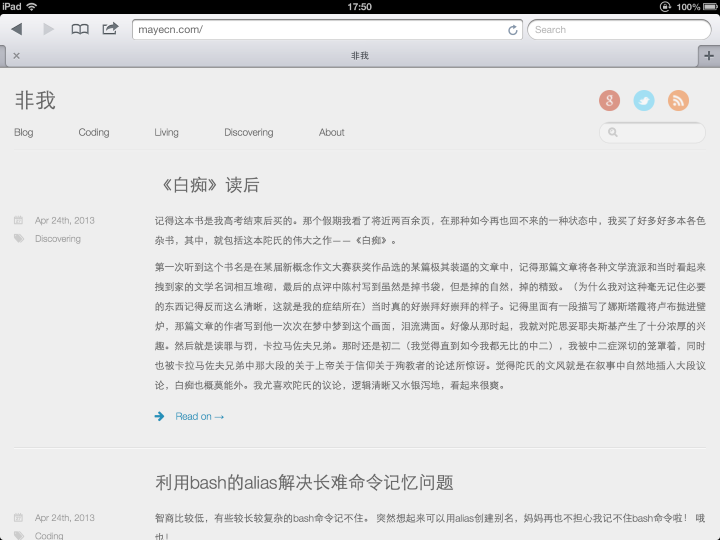 iPad 17:50 100%
mayecn.com/ Search
非我
非我
Blog Coding Living Discovering About
《白痴》读后
Apr 24th, 2013
Discovering
记得这本书是我高考结束后买的。那个假期我看了将近两百余页，在那种如今再也回不来的一种状态中，我买了好多好多本各色
杂书，其中，就包括这本陀氏的伟大之作——《白痴》。
第一次听到这个书名是在某届新概念作文大赛获奖作品选的某篇极其装逼的文章中，记得那篇文章将各种文学流派和当时看起来
拽到家的文学名词相互堆砌，最后的点评中陈村写到虽然是掉书袋，但是掉的自然，掉的精致。（为什么我对这种毫无记住必要
的东西记得反而这么清晰，这就是我的症结所在）当时真的好崇拜好崇拜的样子。记得里面有一段描写了娜斯塔霞将卢布抛进壁
炉，那篇文章的作者写到他一次次在梦中梦到这个画面，泪流满面。好像从那时起，我就对陀思妥耶夫斯基产生了十分浓厚的兴
趣。然后就是读罪与罚，卡拉马佐夫兄弟。那时还是初二（我觉得直到如今我都无比的中二），我被中二症深切的笼罩着，同时
也被卡拉马佐夫兄弟中那大段的关于上帝关于信仰关于殉教者的论述所惊讶。觉得陀氏的文风就是在叙事中自然地插入大段议
论，白痴也概莫能外。我尤喜欢陀氏的议论，逻辑清晰又水银泻地，看起来很爽。
Read on →
利用bash的alias解决长难命令记忆问题
Apr 24th, 2013
Coding
智商比较低，有些较长较复杂的bash命令记不住。 突然想起来可以用alias创建别名，妈妈再也不担心我记不住bash命令啦！ 哦
也！